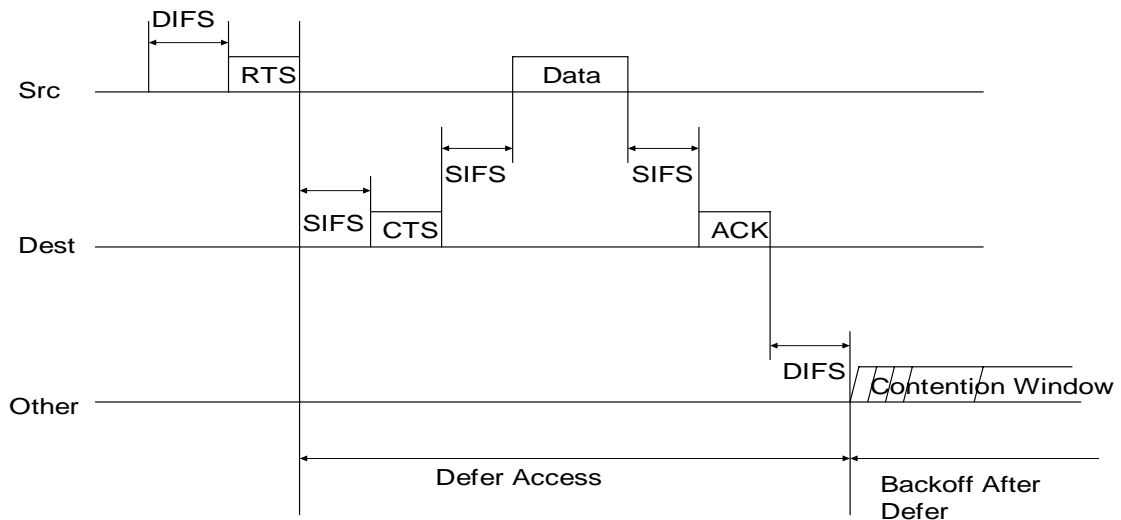 DIFS
RTS
Data
Src
SIFS
SIFS
SIFS
CTS
ACK
Dest
DIFS
Contention Window
Other
Defer Access
Backoff After
Defer